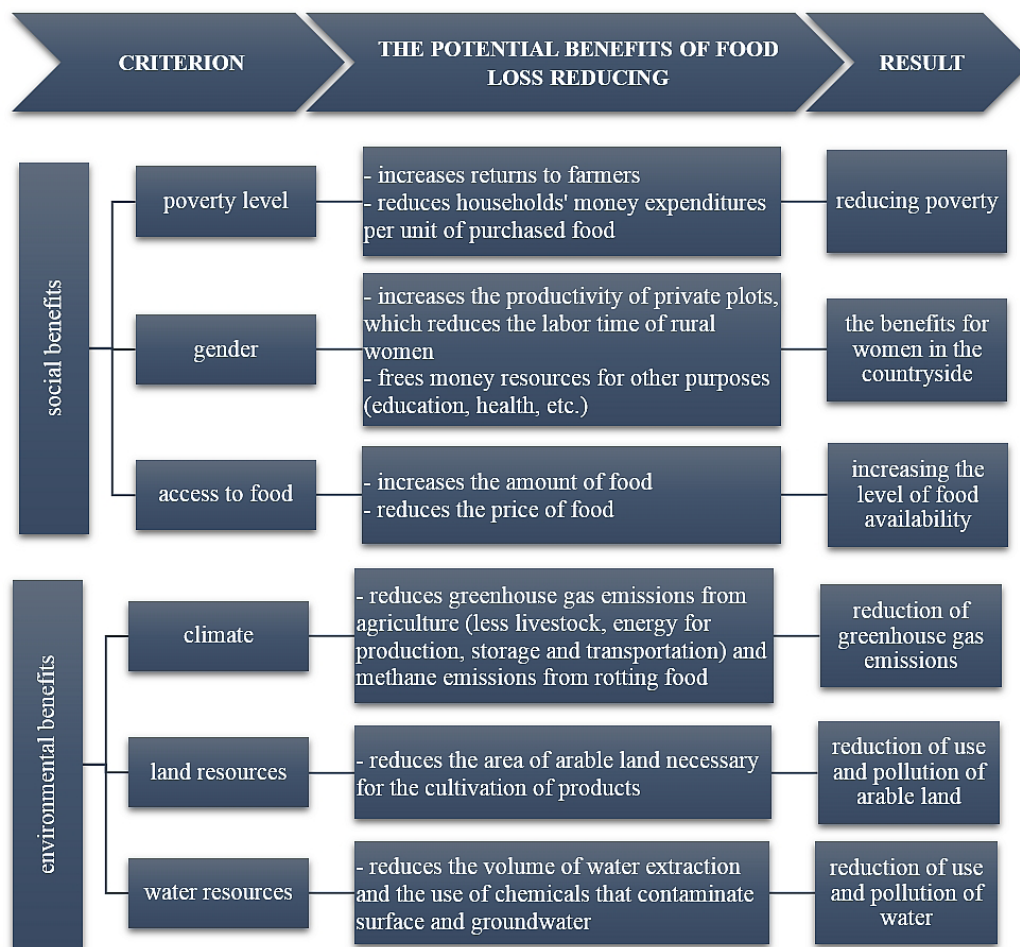 CRITERION
THE POTENTIAL BENEFITS OF FOOD
LOSS REDUCING
RESULT
social benefits
poverty level
- increases returns to farmers
- reduces households' money expenditures
per unit of purchased food
reducing poverty
gender
- increases the productivity of private plots,
which reduces the labor time of rural
women
- frees money resources for other purposes
(education, health, etc.)
the benefits for
women in the
countryside
access to food
- increases the amount of food
- reduces the price of food
increasing the
level of food
availability
environmental benefits
climate
- reduces greenhouse gas emissions from
agriculture (less livestock, energy for
production, storage and transportation) and
methane emissions from rotting food
reduction of
greenhouse gas
emissions
land resources
- reduces the area of arable land necessary
for the cultivation of products
reduction of use
and pollution of
arable land
water resources
- reduces the volume of water extraction
and the use of chemicals that contaminate
surface and groundwater
reduction of use
and pollution of
water